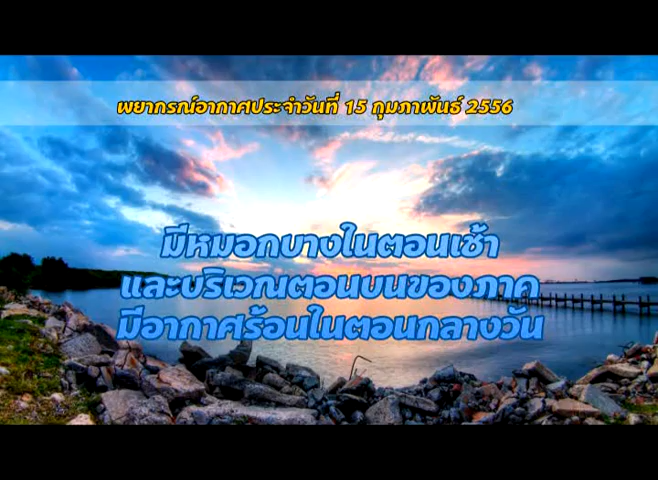 พยากรณ์อากาศประจำวันที่ 15 กุมภาพันธ์ 2556
มีหมอกบางในตอนเช้า
และบริเวณตอนบนของภาค
มีอากาศร้อนในตอนกลางวัน